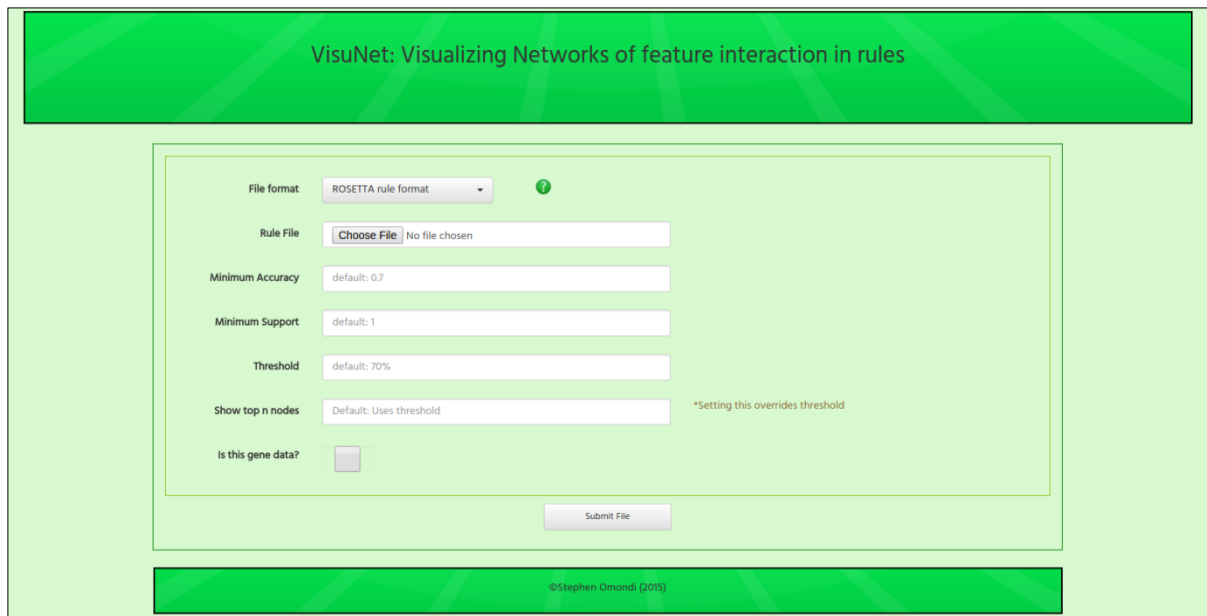 VisuNet: Visualizing Networks of feature interaction in rules
File format ROSETTA rule format ?
Rule File Choose File No file chosen
Minimum Accuracy default: 0.7
Minimum Support default: 1
Threshold default: 70%
Show top n nodes Default: Uses threshold *Setting this overrides threshold
Is this gene data?
Submit File
©Stephen Omondi (2015)